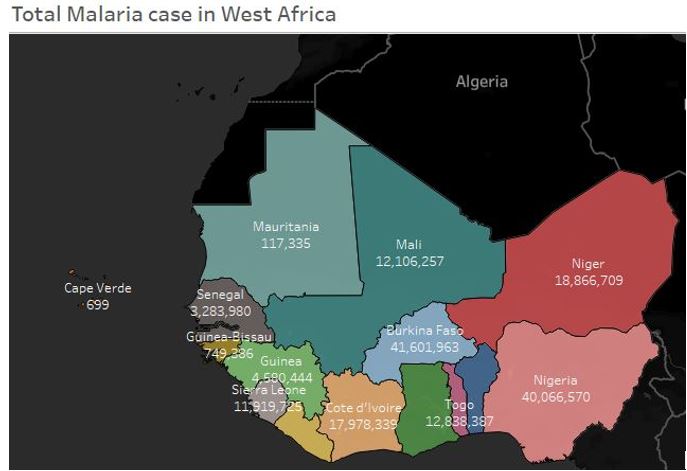 Total Malaria case in West Africa
Algeria
Mauritania
117,335
Mali
12,106,257
Niger
18,866,709
Cape Verde
699
Senegal
3,283,980
Guinea-Bissau
749,386
Burkina Faso
41,601,963
Guinea
4,580,444
Sierra Leone
11,919,725
Cote d'Ivoire
17,978,339
Togo
12,838,387
Nigeria
40,066,570